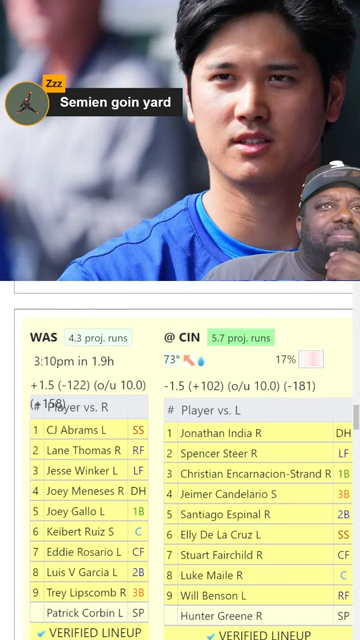 Zzz
Semien goin yard
WAS 4.3 proj. runs
3:10pm in 1.9h
+1.5 (-122) (o/u 10.0)
(+158)
# Player vs. R
1 CJ Abrams L SS
2 Lane Thomas R RF
3 Jesse Winker L LF
4 Joey Meneses R DH
5 Joey Gallo L 1B
6 Keibert Ruiz S C
7 Eddie Rosario L CF
8 Luis V Garcia L 2B
9 Trey Lipscomb R 3B
Patrick Corbin L SP
VERIFIED LINEUP
@ CIN 5.7 proj. runs
73° 17%
-1.5 (+102) (o/u 10.0) (-181)
# Player vs. L
1 Jonathan India R DH
2 Spencer Steer R LF
3 Christian Encarnacion-Strand R 1B
4 Jeimer Candelario S 3B
5 Santiago Espinal R 2B
6 Elly De La Cruz L SS
7 Stuart Fairchild R CF
8 Luke Maile R C
9 Will Benson L RF
Hunter Greene R SP
VERIFIED LINEUP